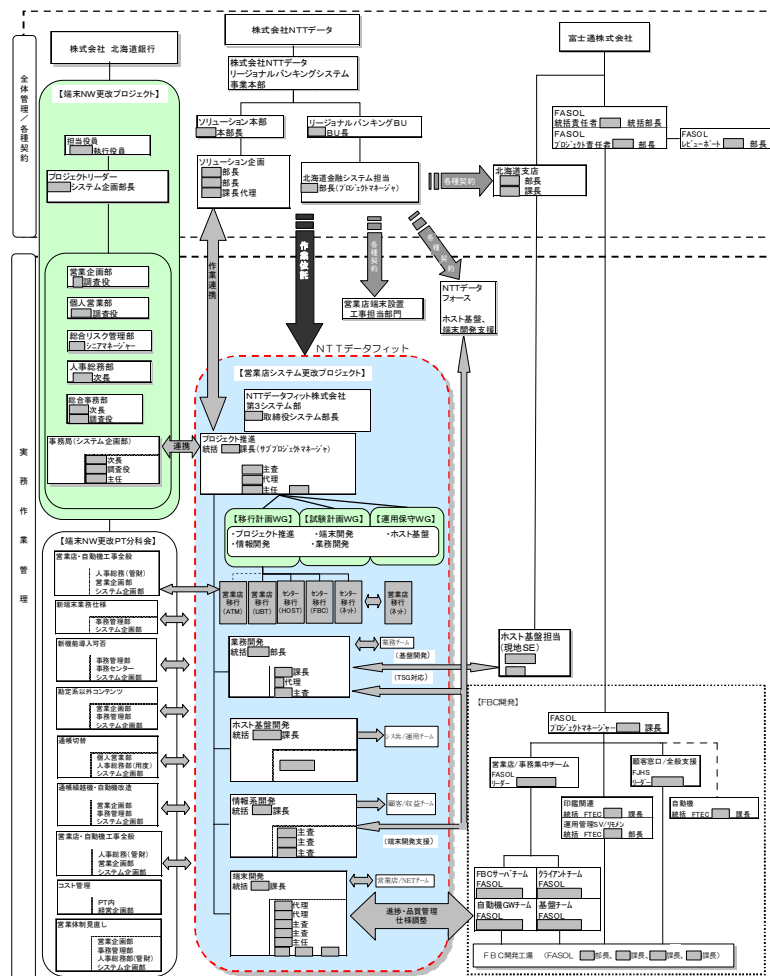 株式会社 北海道銀行
株式会社NTTデータ
富士通株式会社
全体管理/各種契約
【端末NW更改プロジェクト】
担当役員
執行役員
プロジェクトリーダー
システム企画部長
株式会社NTTデータ
リージョナルバンキングシステム
事業本部
ソリューション本部
本部長
リージョナルバンキングBU
BU長
ソリューション企画
部長
部長
課長代理
北海道金融システム担当
部長(プロジェクトマネージャ)
各種契約
北海道支店
部長
課長
FASOL
統括責任者 統括部長
FASOL
プロジェクト責任者 部長
FASOL
レビューボート 部長
実務作業管理
営業企画部
調査役
個人営業部
調査役
総合リスク管理部
シニアマネージャー
人事総務部
次長
総合事務部
次長
調査役
事務局(システム企画部)
次長
調査役
主任
作業連携
作業依託
各種契約
各種契約
営業店端末設置
工事担当部門
NTTデータ
フォース
ホスト基盤、
端末開発支援
NTTデータフィット
【営業店システム更改プロジェクト】
NTTデータフィット株式会社
第3システム部
取締役システム部長
連携
プロジェクト推進
統括 課長(サブプロジェクトマネージャ)
主査
代理
主任
【移行計画WG】
・プロジェクト推進
・情報開発
【試験計画WG】
・端末開発
・業務開発
【運用保守WG】
・ホスト基盤
営業店
移行
(ATM)
営業店
移行
(UBT)
センター
移行
(HOST)
センター
移行
(FBC)
センター
移行
(ネット)
営業店
移行
(ネット)
業務開発
統括 部長
課長
代理
主査
業務チーム
(基盤開発)
(TSG対応)
ホスト基盤担当
(現地SE)
ホスト基盤開発
統括 課長
シス共/運用チーム
情報系開発
統括 課長
主査
主査
主査
顧客/収益チーム
(端末開発支援)
端末開発
統括 課長
代理
代理
主査
主査
主任
営業店/NETチーム
進捗・品質管理
仕様調整
【端末NW更改PT分科会】
営業店・自動機工事全般
人事総務(管財)
営業企画部
システム企画部
新端末業務仕様
事務管理部
システム企画部
新機能導入可否
事務管理部
事務センター
システム企画部
勘定系以外コンテンツ
営業企画部
事務管理部
システム企画部
通帳切替
個人営業部
人事総務部(用度)
システム企画部
通帳繰越機・自動機改造
営業企画部
事務管理部
システム企画部
営業店・自動機工事全般
人事総務(管財)
営業企画部
システム企画部
コスト管理
PT内
経営企画部
営業体制見直し
営業企画部
事務管理部
人事総務部(管財)
システム企画部
【FBC開発】
FASOL
プロジェクトマネージャー 課長
営業店/事務集中チーム
FASOL
リーダー
顧客窓口/全般支援
FJHS
リーダー
印鑑関連
統括 FTEC 課長
運用管理SV/リモメン
統括 FTEC 部長
自動機
統括 FTEC 課長
FBCサーバチーム
FASOL
クライアントチーム
FASOL
自動機GWチーム
FASOL
基盤チーム
FASOL
FBC開発工場 (FASOL 部長、 課長、 課長、 課長)